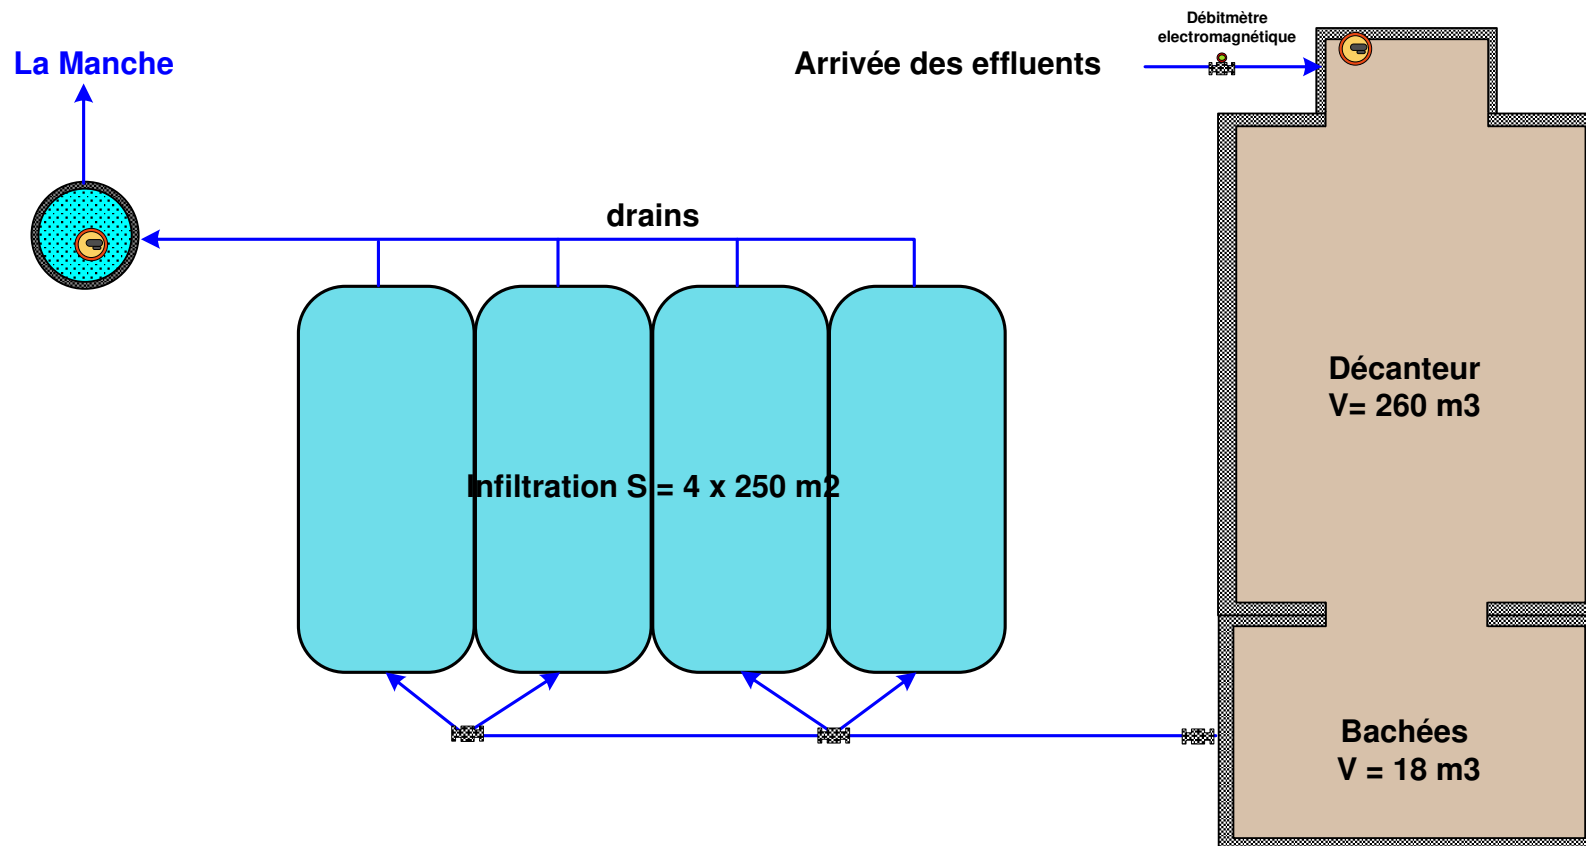 Débitmètre
electromagnétique
La Manche
Arrivée des effluents
drains
Décanteur
V= 260 m3
Infiltration S = 4 x 250 m2
Bachées
V = 18 m3